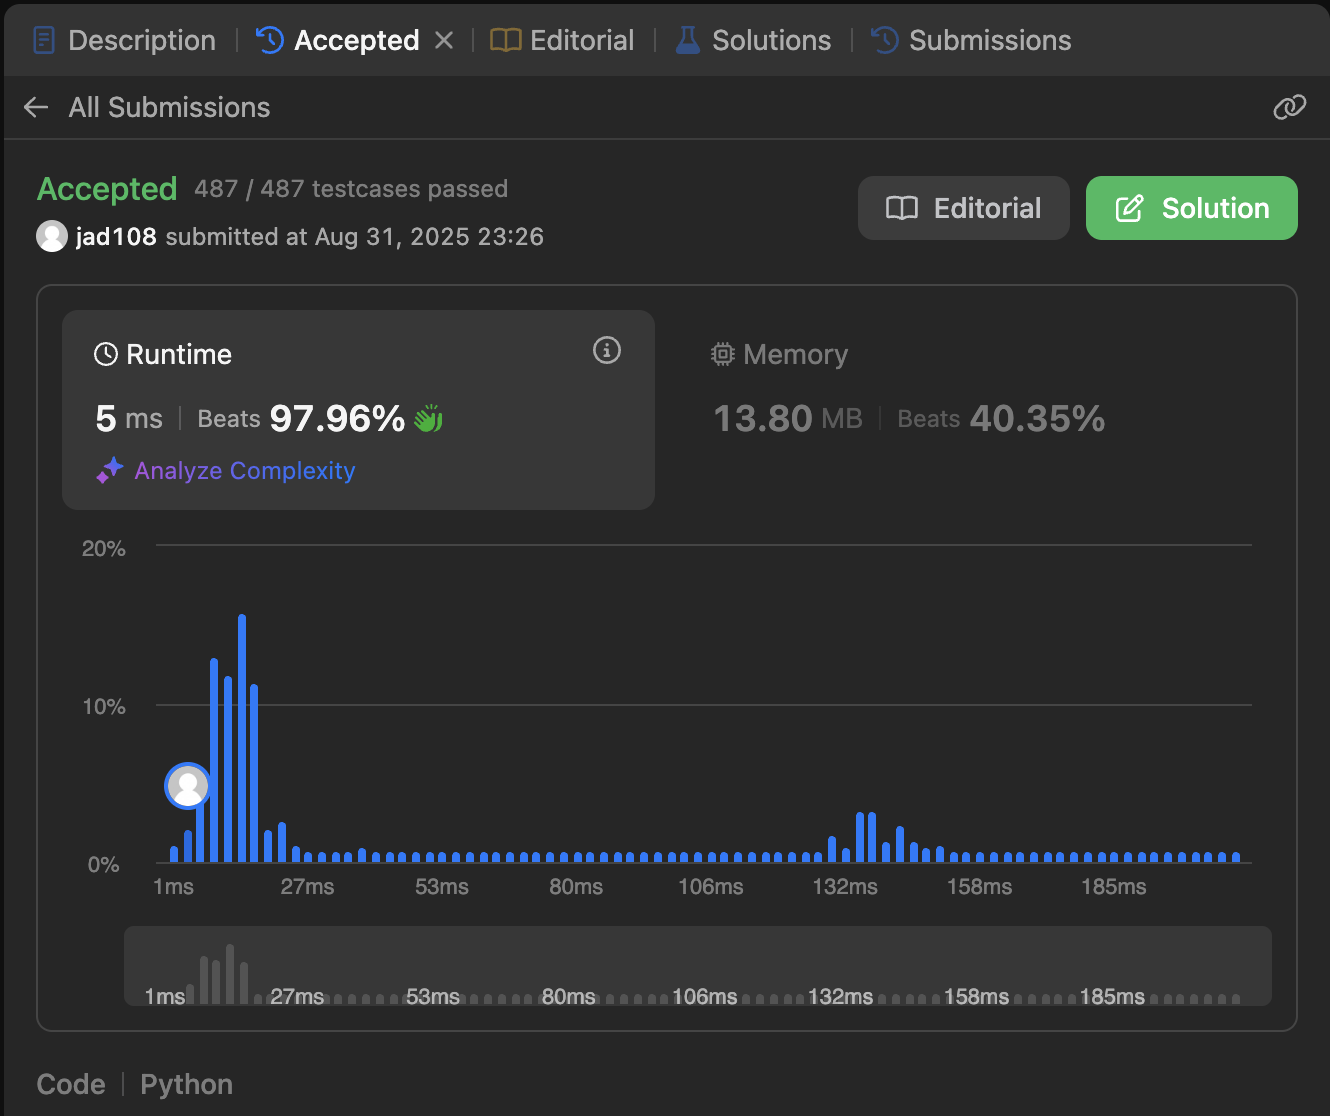 Description | Accepted | Editorial | Solutions | Submissions
All Submissions
Accepted 487 / 487 testcases passed
jad108 submitted at Aug 31, 2025 23:26
Editorial
Solution
Runtime
5 ms | Beats 97.96%
Analyze Complexity
Memory
13.80 MB | Beats 40.35%
20%
10%
0%
1ms 27ms 53ms 80ms 106ms 132ms 158ms 185ms
1ms 27ms 53ms 80ms 106ms 132ms 158ms 185ms
Code | Python